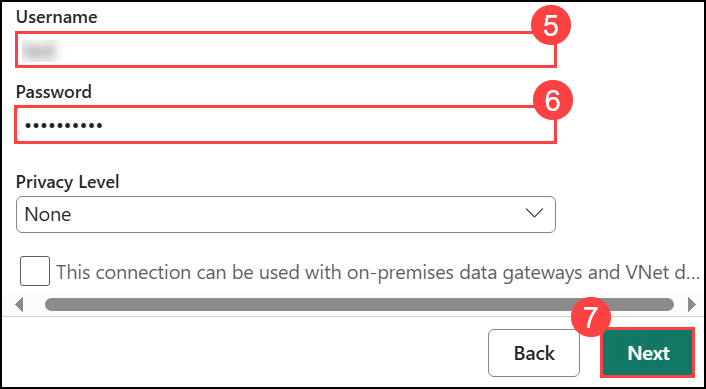 Username
5
Password
6
••••••••••
Privacy Level
None
This connection can be used with on-premises data gateways and VNet d...
7
Back
Next